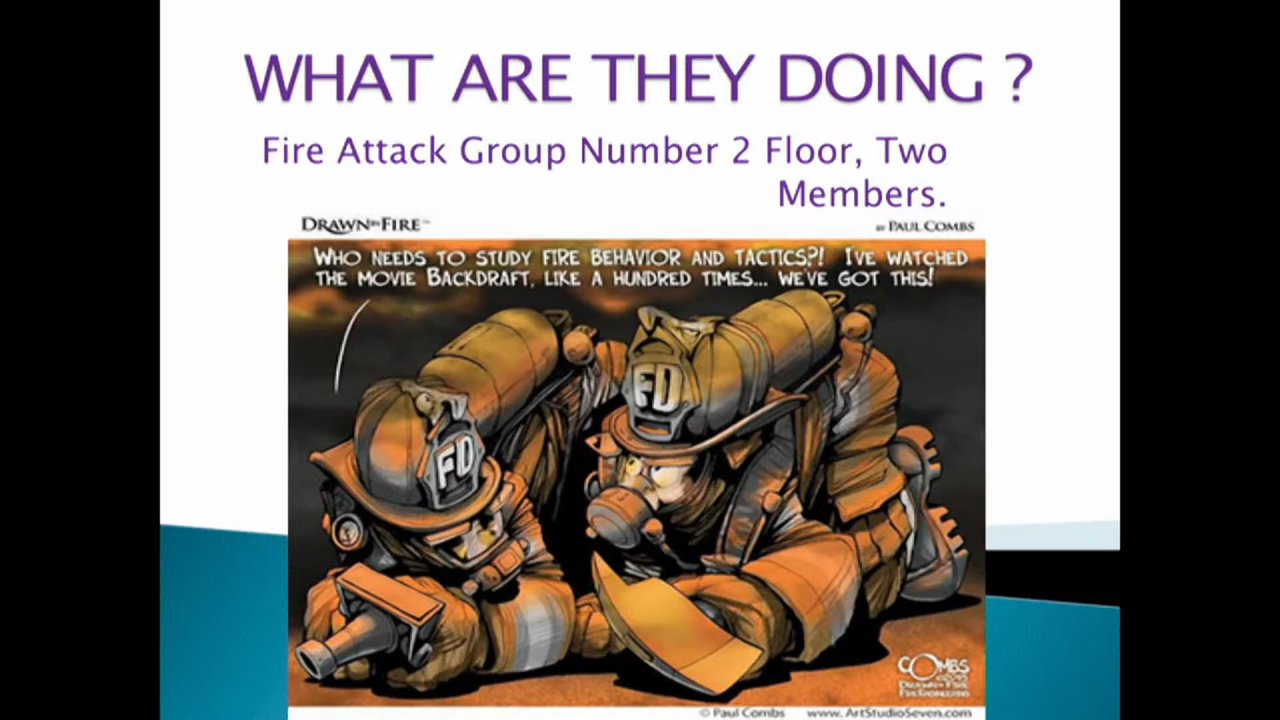 WHAT ARE THEY DOING ?
Fire Attack Group Number 2 Floor, Two
Members.
DRAWN BY FIRE™
BY PAUL COMBS
WHO NEEDS TO STUDY FIRE BEHAVIOR AND TACTICS?! I'VE WATCHED
THE MOVIE BACKDRAFT, LIKE A HUNDRED TIMES... WE'VE GOT THIS!
FD
FD
COMBS
© Paul Combs www.ArtStudioSeven.com